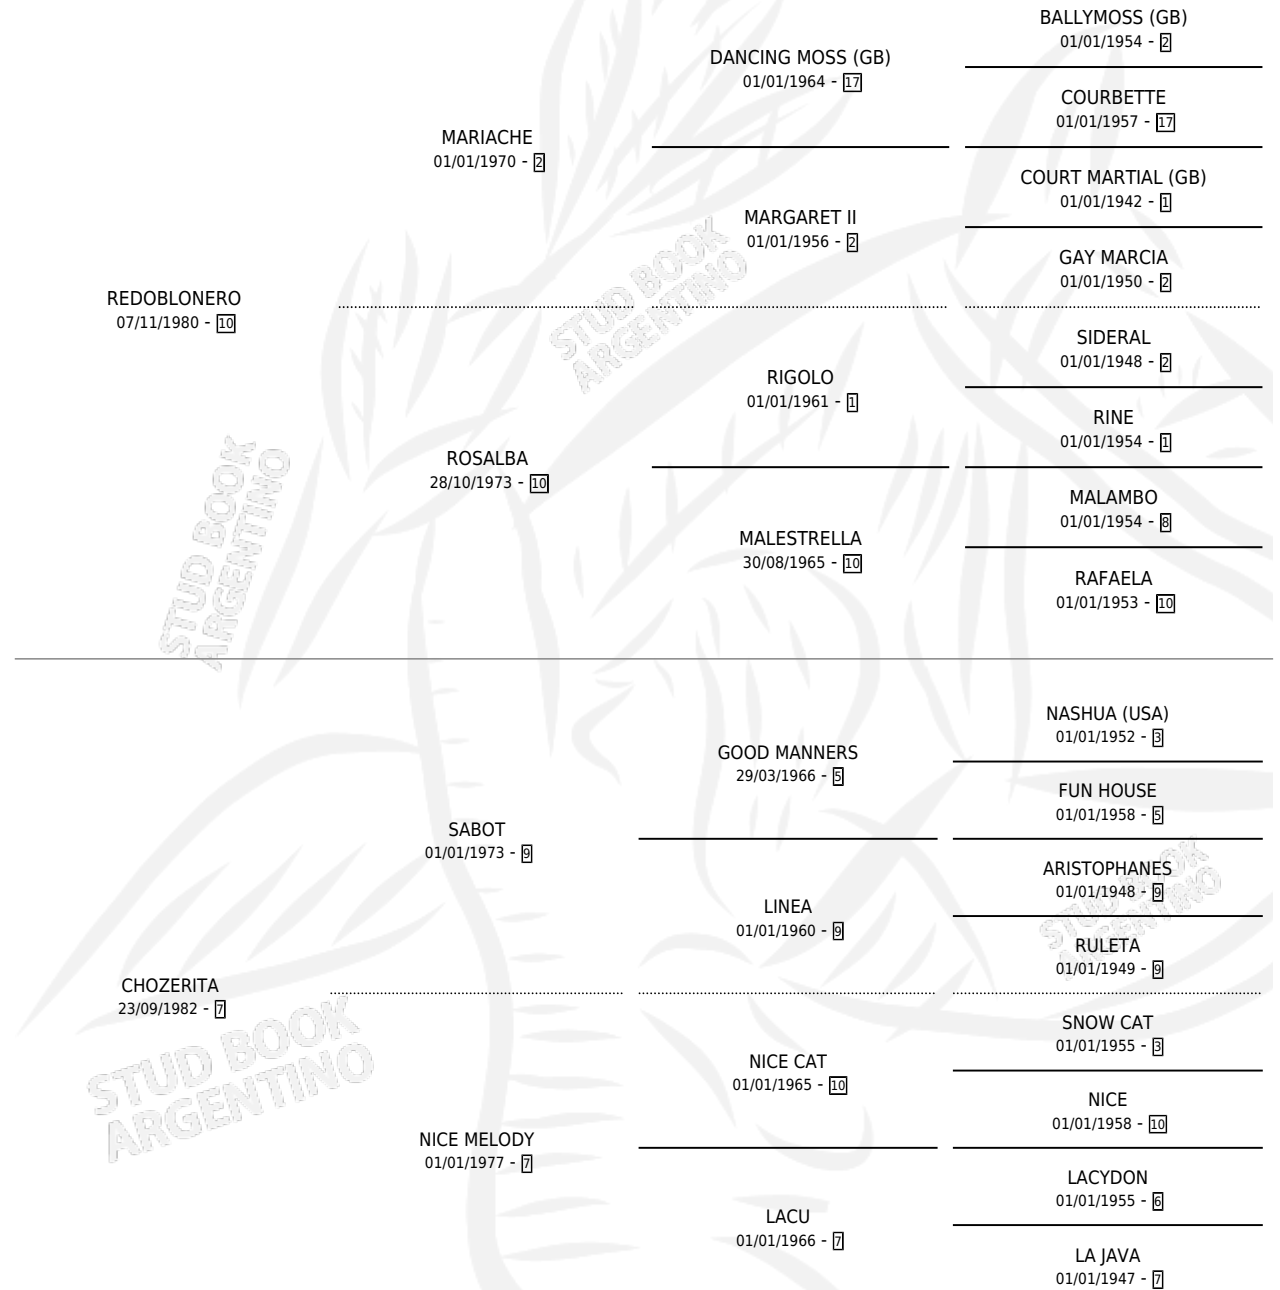 BALLYMOSS (GB)
01/01/1954 - 2
DANCING MOSS (GB)
01/01/1964 - 17
COURBETTE
01/01/1957 - 17
MARIACHE
01/01/1970 - 2
COURT MARTIAL (GB)
01/01/1942 - 1
MARGARET II
01/01/1956 - 2
GAY MARCIA
01/01/1950 - 2
REDOBLONERO
07/11/1980 - 10
SIDERAL
01/01/1948 - 2
RIGOLO
01/01/1961 - 1
RINE
01/01/1954 - 1
ROSALBA
28/10/1973 - 10
MALAMBO
01/01/1954 - 8
MALESTRELLA
30/08/1965 - 10
RAFAELA
01/01/1953 - 10
STUD BOOK
ARGENTINO
STUD BOOK
ARGENTINO
NASHUA (USA)
01/01/1952 - 3
GOOD MANNERS
29/03/1966 - 5
FUN HOUSE
01/01/1958 - 5
SABOT
01/01/1973 - 9
ARISTOPHANES
01/01/1948 - 9
LINEA
01/01/1960 - 9
RULETA
01/01/1949 - 9
STUD BOOK
ARGENTINO
CHOZERITA
23/09/1982 - 7
SNOW CAT
01/01/1955 - 3
NICE CAT
01/01/1965 - 10
NICE
01/01/1958 - 10
NICE MELODY
01/01/1977 - 7
LACYDON
01/01/1955 - 6
LACU
01/01/1966 - 7
LA JAVA
01/01/1947 - 7
STUD BOOK
ARGENTINO